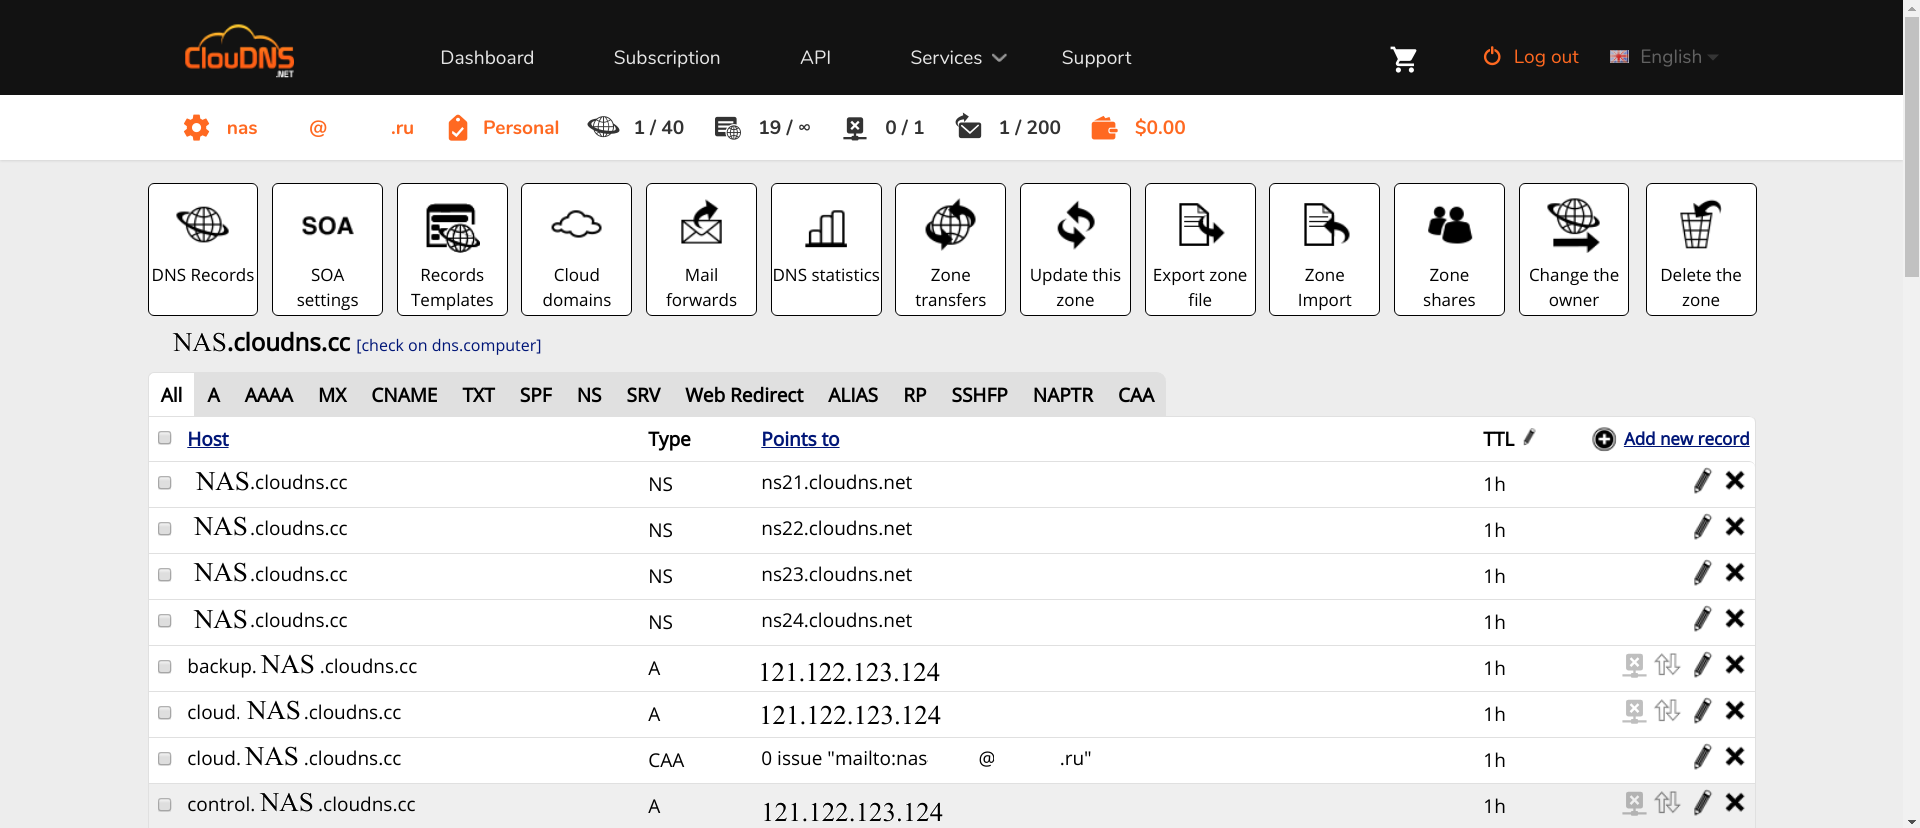 ClouDNS .NET Dashboard Subscription API Services Support Log out English
nas @ .ru Personal 1 / 40 19 / ∞ 0 / 1 1 / 200 $0.00
SOA
DNS Records SOA settings Records Templates Cloud domains Mail forwards DNS statistics Zone transfers Update this zone Export zone file Zone Import Zone shares Change the owner Delete the zone
NAS.cloudns.cc [check on dns.computer]
All A AAAA MX CNAME TXT SPF NS SRV Web Redirect ALIAS RP SSHFP NAPTR CAA
Host Type Points to TTL Add new record
NAS.cloudns.cc NS ns21.cloudns.net 1h
NAS.cloudns.cc NS ns22.cloudns.net 1h
NAS.cloudns.cc NS ns23.cloudns.net 1h
NAS.cloudns.cc NS ns24.cloudns.net 1h
backup. NAS .cloudns.cc A 121.122.123.124 1h
cloud. NAS .cloudns.cc A 121.122.123.124 1h
cloud. NAS .cloudns.cc CAA 0 issue "mailto:nas @ .ru" 1h
control. NAS .cloudns.cc A 121.122.123.124 1h